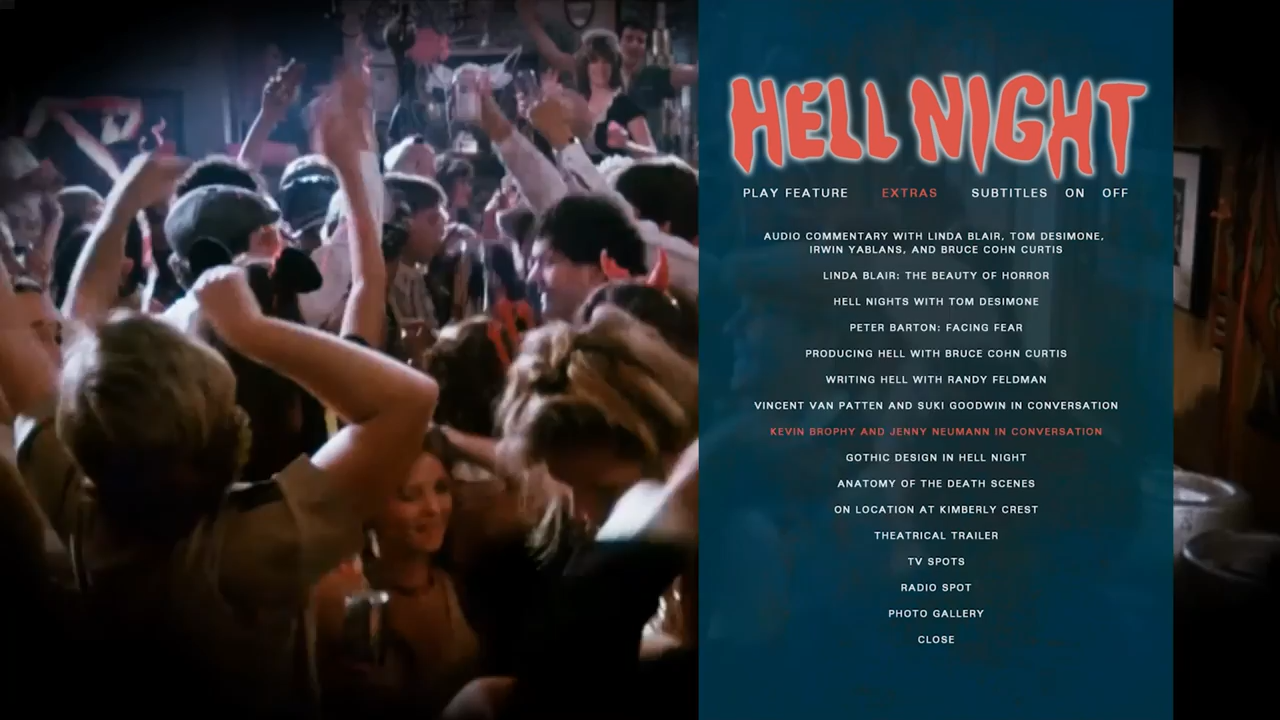 HELL NIGHT
PLAY FEATURE EXTRAS SUBTITLES ON OFF
AUDIO COMMENTARY WITH LINDA BLAIR, TOM DESIMONE,
IRWIN YABLANS, AND BRUCE COHN CURTIS
LINDA BLAIR: THE BEAUTY OF HORROR
HELL NIGHTS WITH TOM DESIMONE
PETER BARTON: FACING FEAR
PRODUCING HELL WITH BRUCE COHN CURTIS
WRITING HELL WITH RANDY FELDMAN
VINCENT VAN PATTEN AND SUKI GOODWIN IN CONVERSATION
KEVIN BROPHY AND JENNY NEUMANN IN CONVERSATION
GOTHIC DESIGN IN HELL NIGHT
ANATOMY OF THE DEATH SCENES
ON LOCATION AT KIMBERLY CREST
THEATRICAL TRAILER
TV SPOTS
RADIO SPOT
PHOTO GALLERY
CLOSE